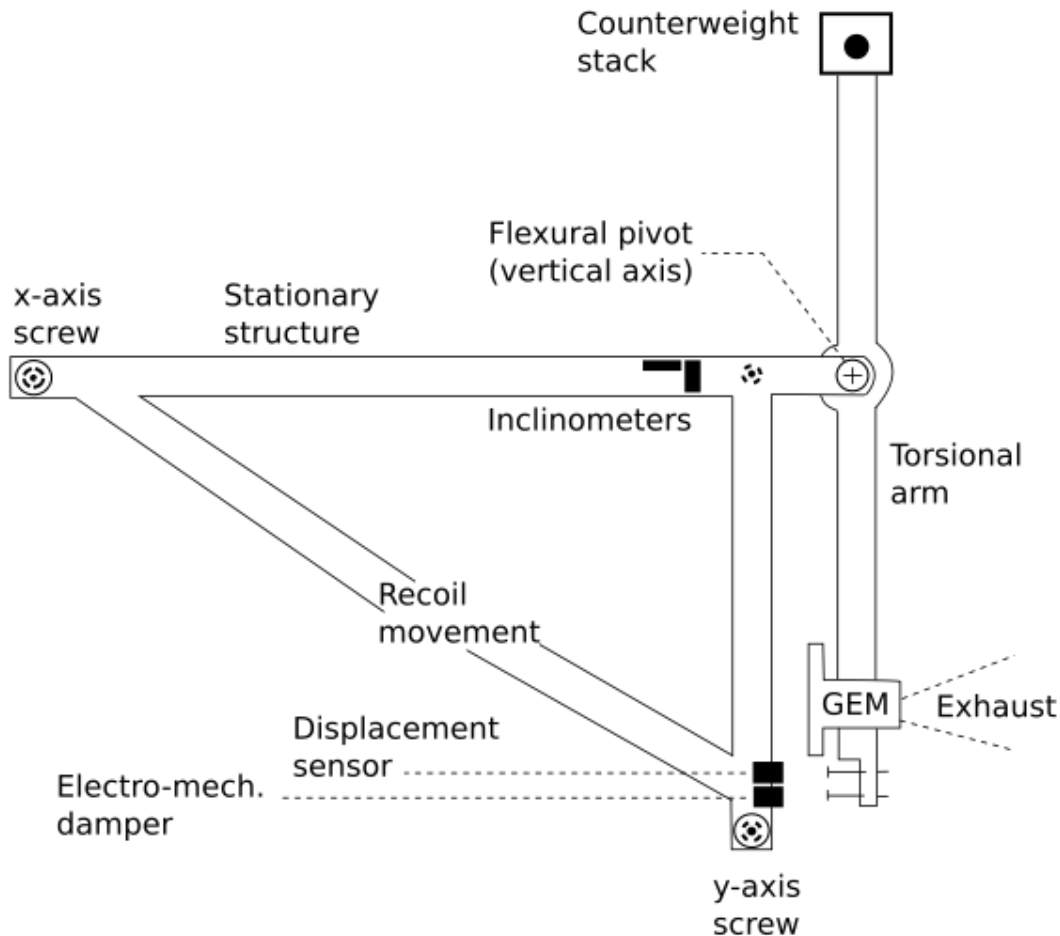 Counterweight
stack
Flexural pivot
(vertical axis)
x-axis
screw
Stationary
structure
Inclinometers
Torsional
arm
Recoil
movement
GEM
Exhaust
Displacement
sensor
Electro-mech.
damper
y-axis
screw